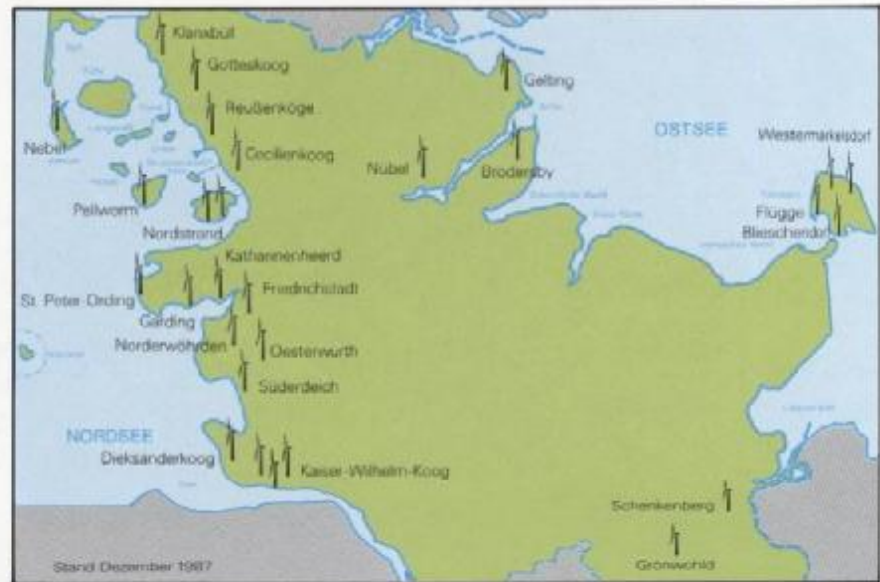 Klanxbüll
Gotteskoog
Gelting
Reußenköge
OSTSEE
Westermarkelsdorf
Nebel
Cecilienkoog
Nübel
Brodersby
Pellworm
Flügge
Nordstrand
Blieschendorf
Katharinenheerd
St. Peter-Ording
Friedrichstadt
Garding
Norderwöhrden
Oesterwurth
Süderdeich
NORDSEE
Dieksanderkoog
Kaiser-Wilhelm-Koog
Schenkenberg
Grönwohld
Stand Dezember 1987